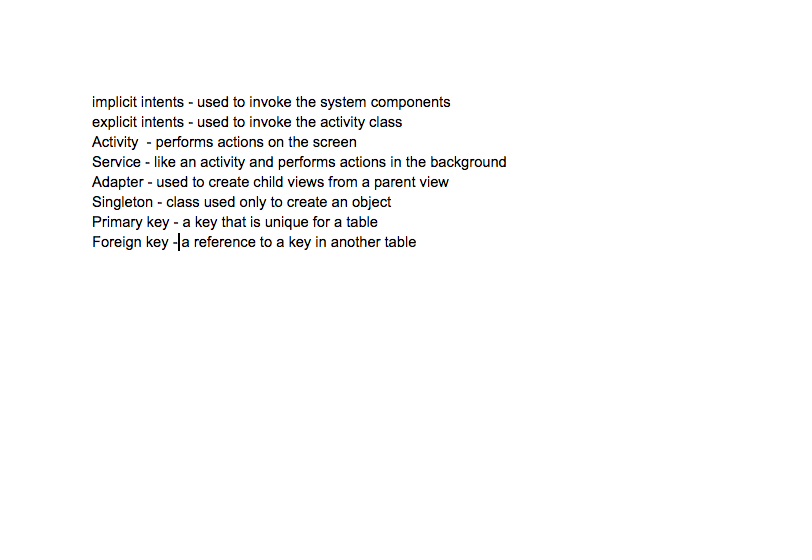 implicit intents - used to invoke the system components
explicit intents - used to invoke the activity class
Activity  - performs actions on the screen
Service - like an activity and performs actions in the background
Adapter - used to create child views from a parent view
Singleton - class used only to create an object
Primary key - a key that is unique for a table
Foreign key - a reference to a key in another table